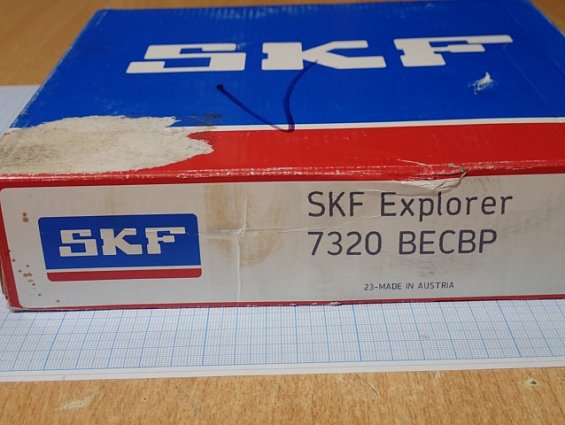 SKF
SKF
SKF Explorer
7320 BECBP
23-MADE IN AUSTRIA